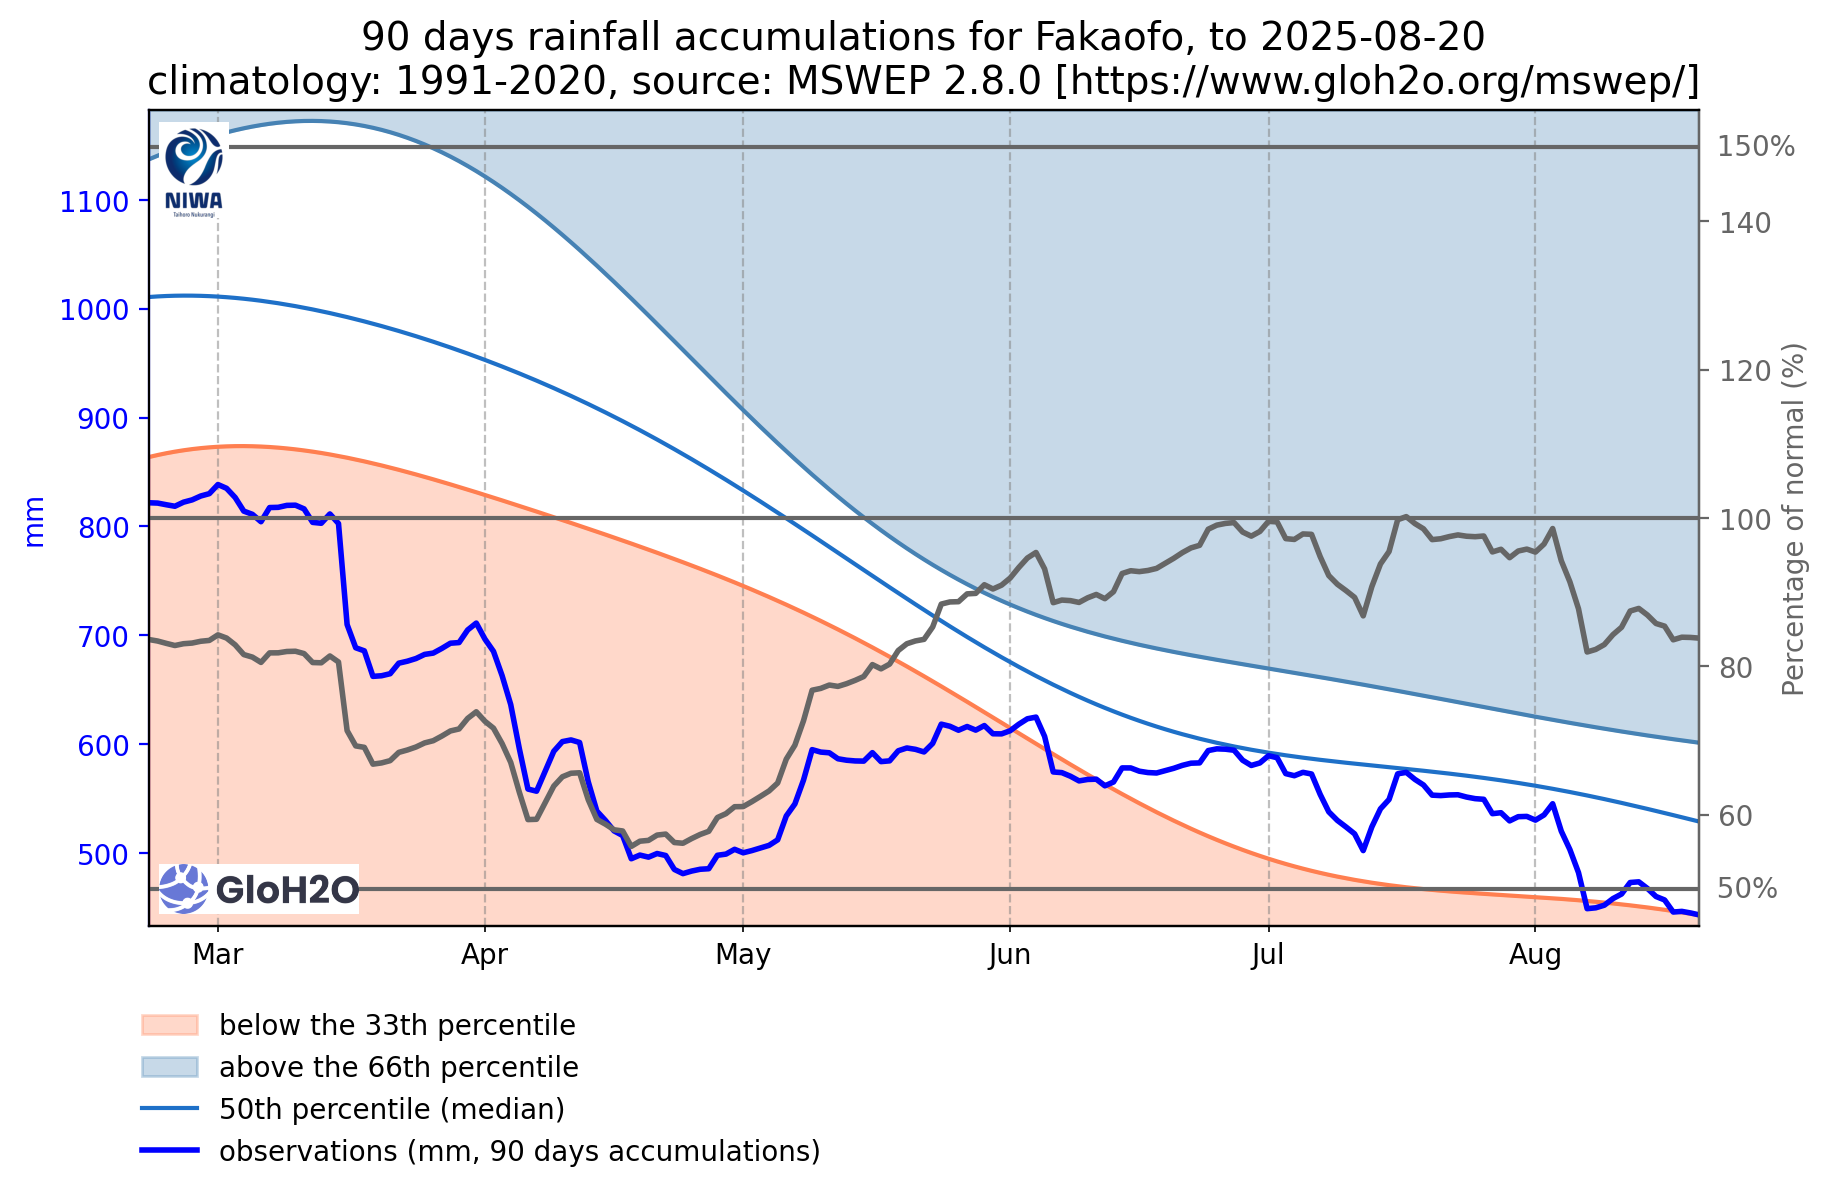 90 days rainfall accumulations for Fakaofo, to 2025-08-20
climatology: 1991-2020, source: MSWEP 2.8.0 [https://www.gloh2o.org/mswep/]
NIWA
Taihoro Nukurangi
1100
1000
900
800
700
600
500
mm
150%
140
120
100
80
60
50%
Percentage of normal (%)
GloH2O
Mar
Apr
May
Jun
Jul
Aug
below the 33th percentile
above the 66th percentile
50th percentile (median)
observations (mm, 90 days accumulations)